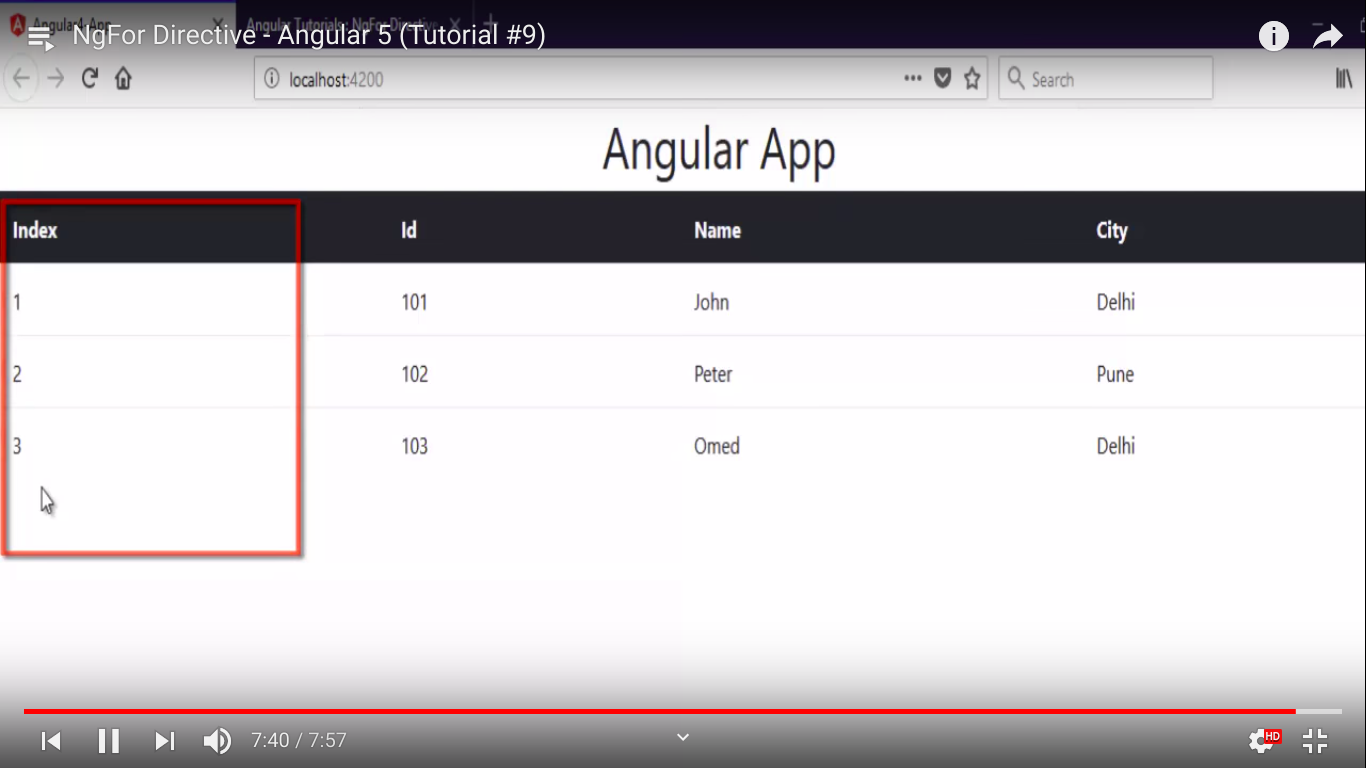 Angular4 App
Angular Tutorials: NgFor Directive
NgFor Directive - Angular 5 (Tutorial #9)
localhost:4200
Search
Angular App
Index Id Name City
1 101 John Delhi
2 102 Peter Pune
3 103 Omed Delhi
7:40 / 7:57
HD